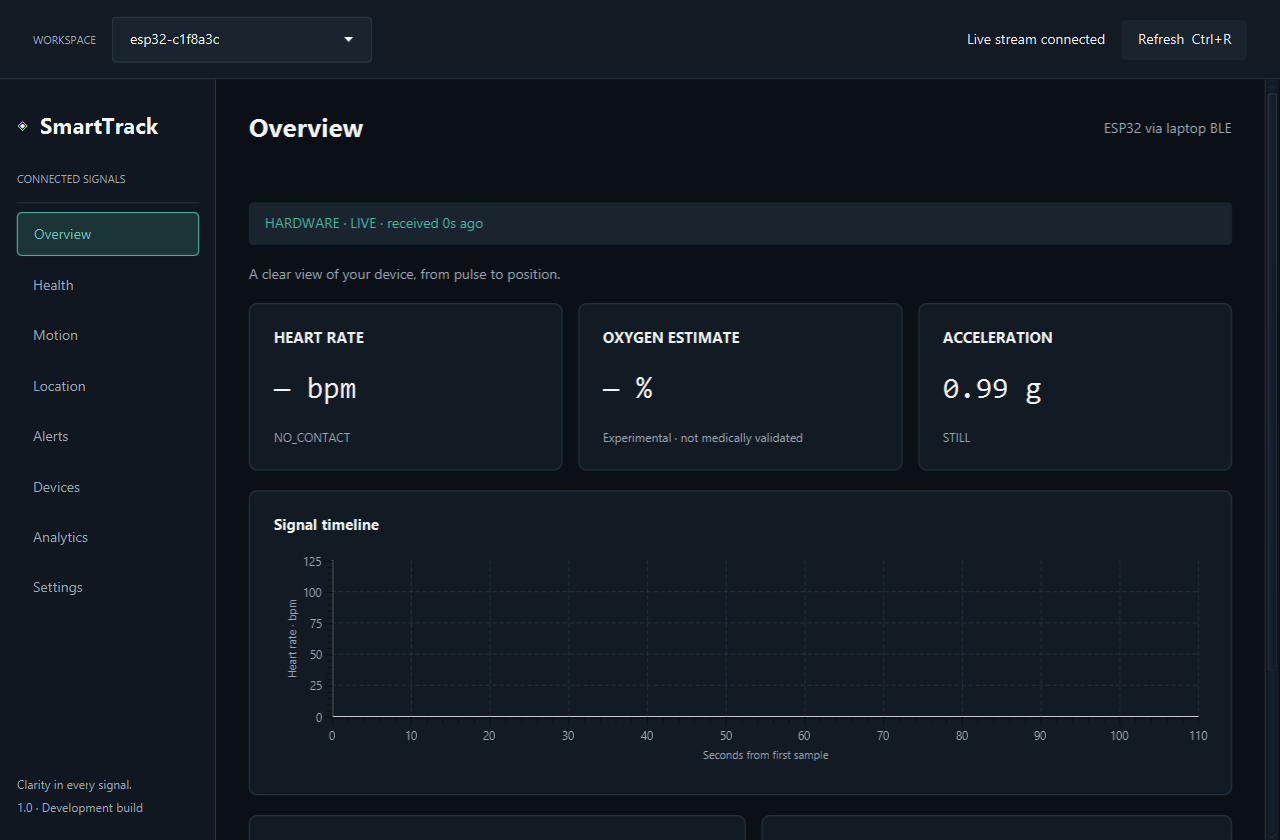 WORKSPACE esp32-c1f8a3c Live stream connected Refresh Ctrl+R
SmartTrack
CONNECTED SIGNALS
Overview
Health
Motion
Location
Alerts
Devices
Analytics
Settings
Clarity in every signal.
1.0 · Development build
Overview ESP32 via laptop BLE
HARDWARE · LIVE · received 0s ago
A clear view of your device, from pulse to position.
HEART RATE
— bpm
NO_CONTACT
OXYGEN ESTIMATE
— %
Experimental · not medically validated
ACCELERATION
0.99 g
STILL
Signal timeline
Heart rate · bpm
125
100
75
50
25
0
0 10 20 30 40 50 60 70 80 90 100 110
Seconds from first sample